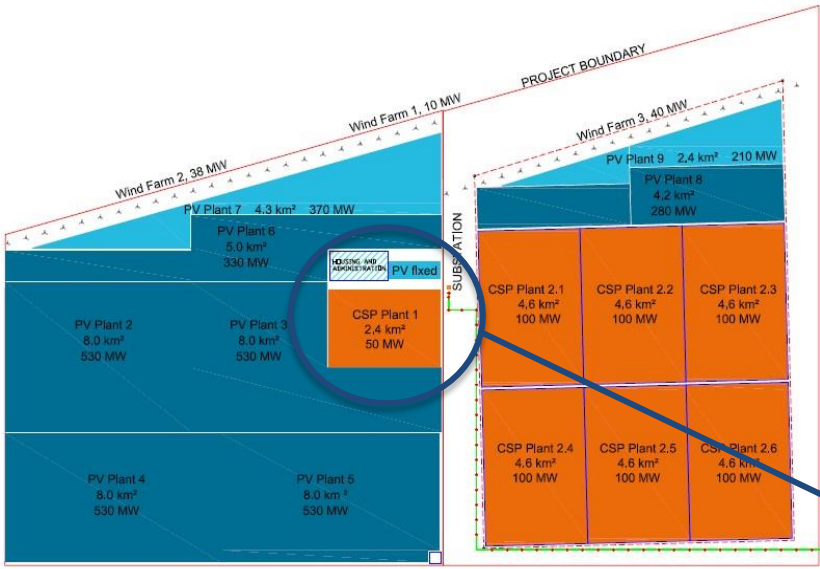 PROJECT BOUNDARY
Wind Farm 1, 10 MW
Wind Farm 2, 38 MW
Wind Farm 3, 40 MW
PV Plant 9 2,4 km² 210 MW
PV Plant 8
4,2 km²
280 MW
PV Plant 7 4.3 km² 370 MW
PV Plant 6
5.0 km²
330 MW
HOUSING AND
ADMINISTRATION
PV fixed
SUBSTATION
CSP Plant 1
2,4 km²
50 MW
PV Plant 2
8.0 km²
530 MW
PV Plant 3
8.0 km²
530 MW
CSP Plant 2.1
4,6 km²
100 MW
CSP Plant 2.2
4,6 km²
100 MW
CSP Plant 2.3
4,6 km²
100 MW
PV Plant 4
8.0 km²
530 MW
PV Plant 5
8.0 km²
530 MW
CSP Plant 2.4
4.6 km²
100 MW
CSP Plant 2.5
4.6 km²
100 MW
CSP Plant 2.6
4.6 km²
100 MW